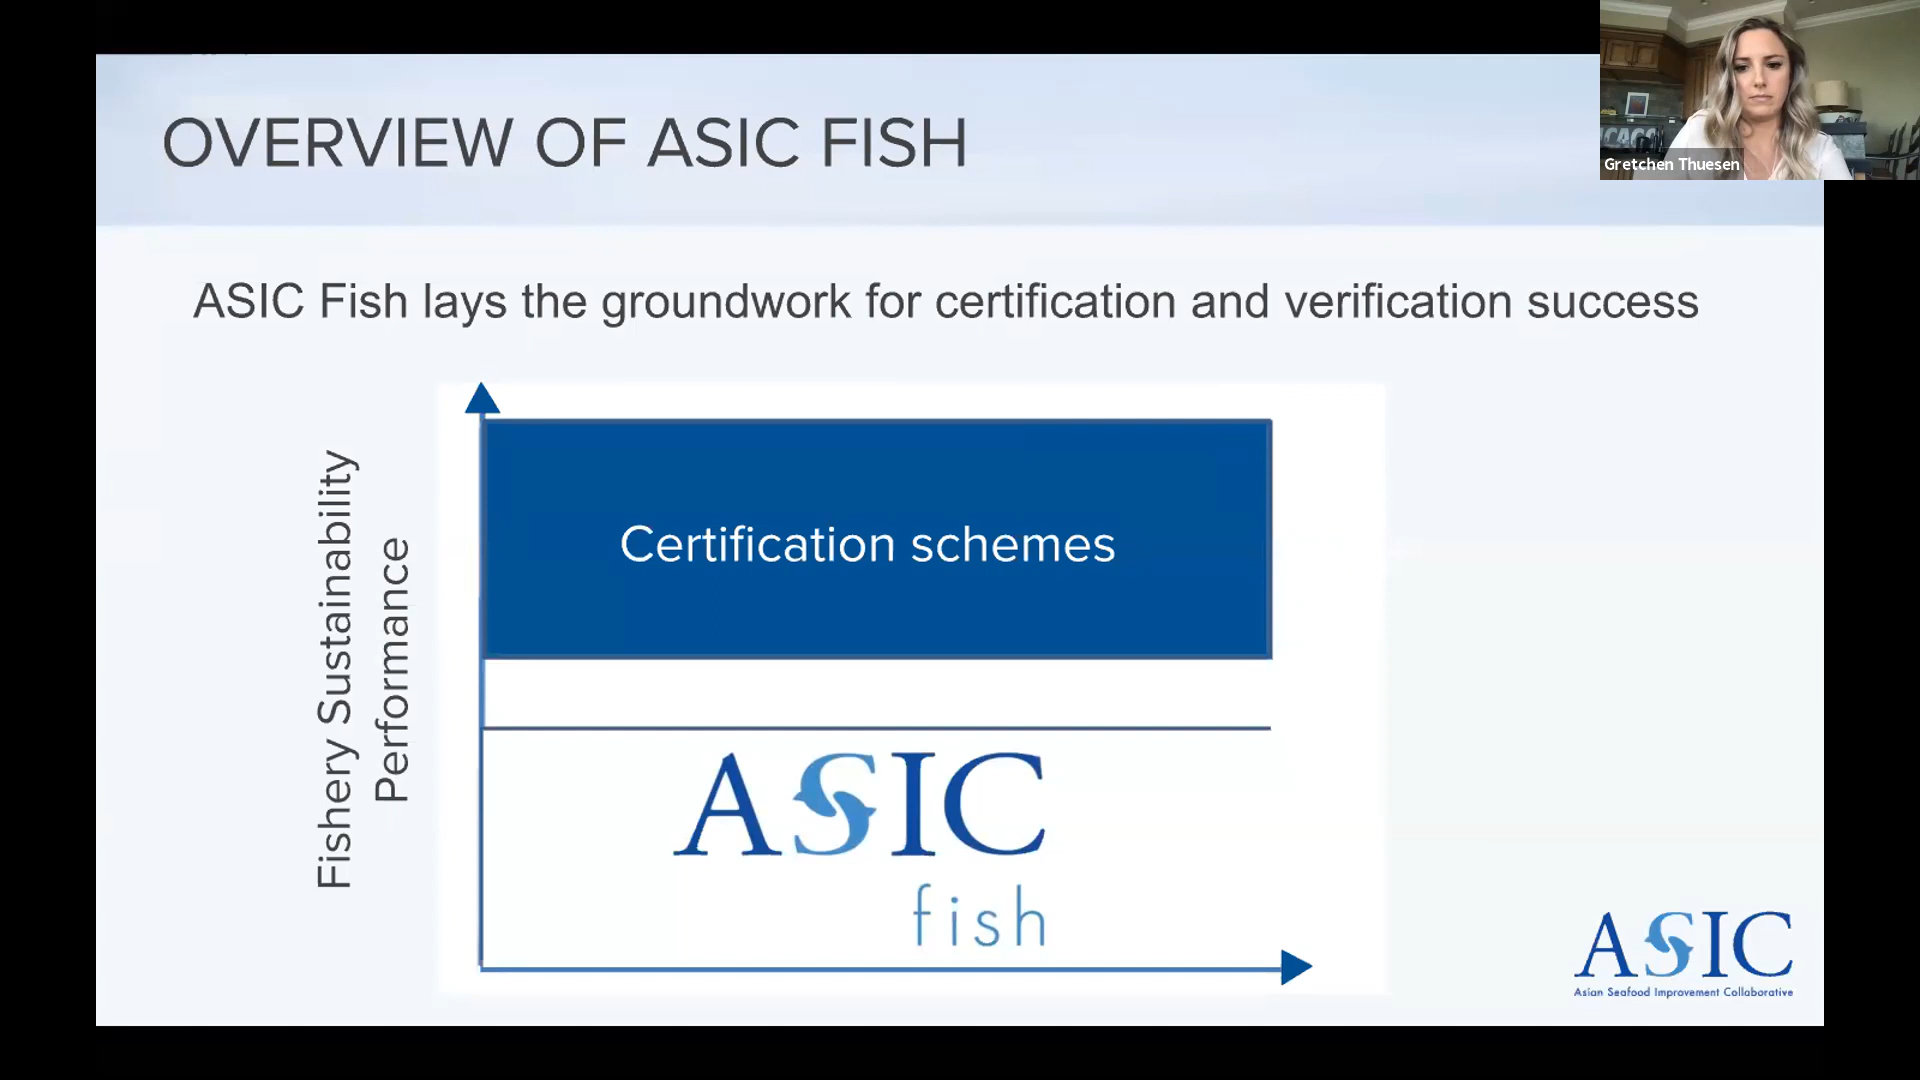 OVERVIEW OF ASIC FISH
Gretchen Thuesen
ASIC Fish lays the groundwork for certification and verification success
Fishery Sustainability
Performance
Certification schemes
ASIC
fish
ASIC
Asian Seafood Improvement Collaborative